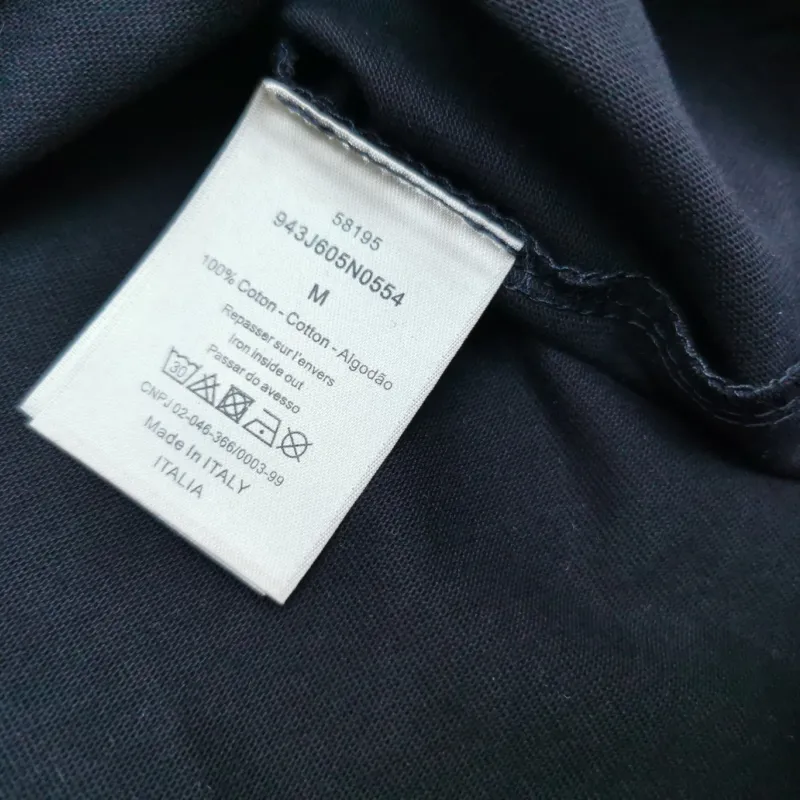 58195
943J605N0554
M
100% Coton - Cotton - Algodão
Repasser sur l'envers
Iron inside out
Passar do avesso
30
CNPJ 02-046-366/0003-99
Made In ITALY
ITALIA